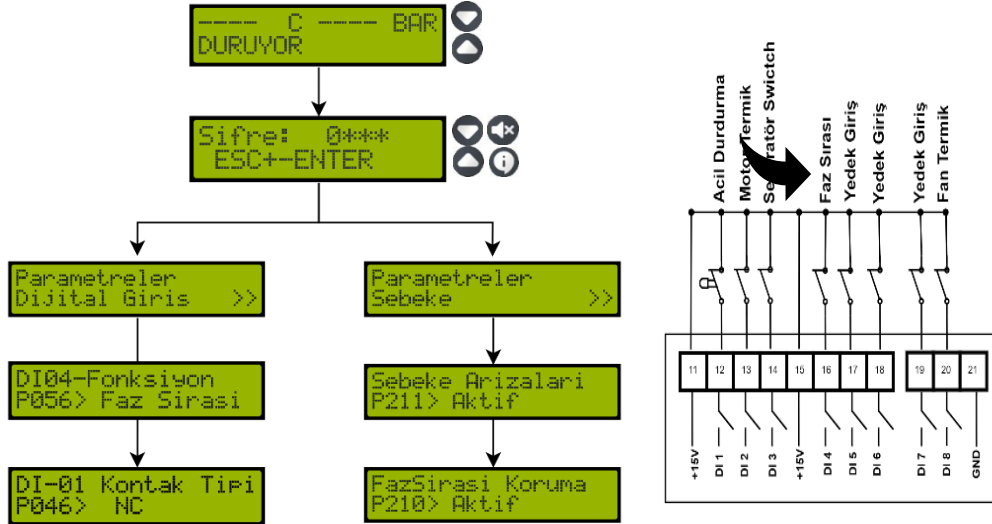 ---- C ---- BAR
DURUYOR
Sifre: 0***
ESC+-ENTER
Parametreler
Dijital Giris >>
DI04-Fonksiyon
P056> Faz Sirasi
DI-01 Kontak Tipi
P046> NC
Parametreler
Sebeke >>
Sebeke Arizalari
P211> Aktif
FazSirasi Koruma
P210> Aktif
Acil Durdurma
Motor Termik
Swictch
Faz Sırası
Yedek Giriş
Yedek Giriş
Yedek Giriş
Fan Termik
11 12 13 14 15 16 17 18 19 20 21
+15V
DI 1
DI 2
DI 3
+15V
DI 4
DI 5
DI 6
DI 7
DI 8
GND